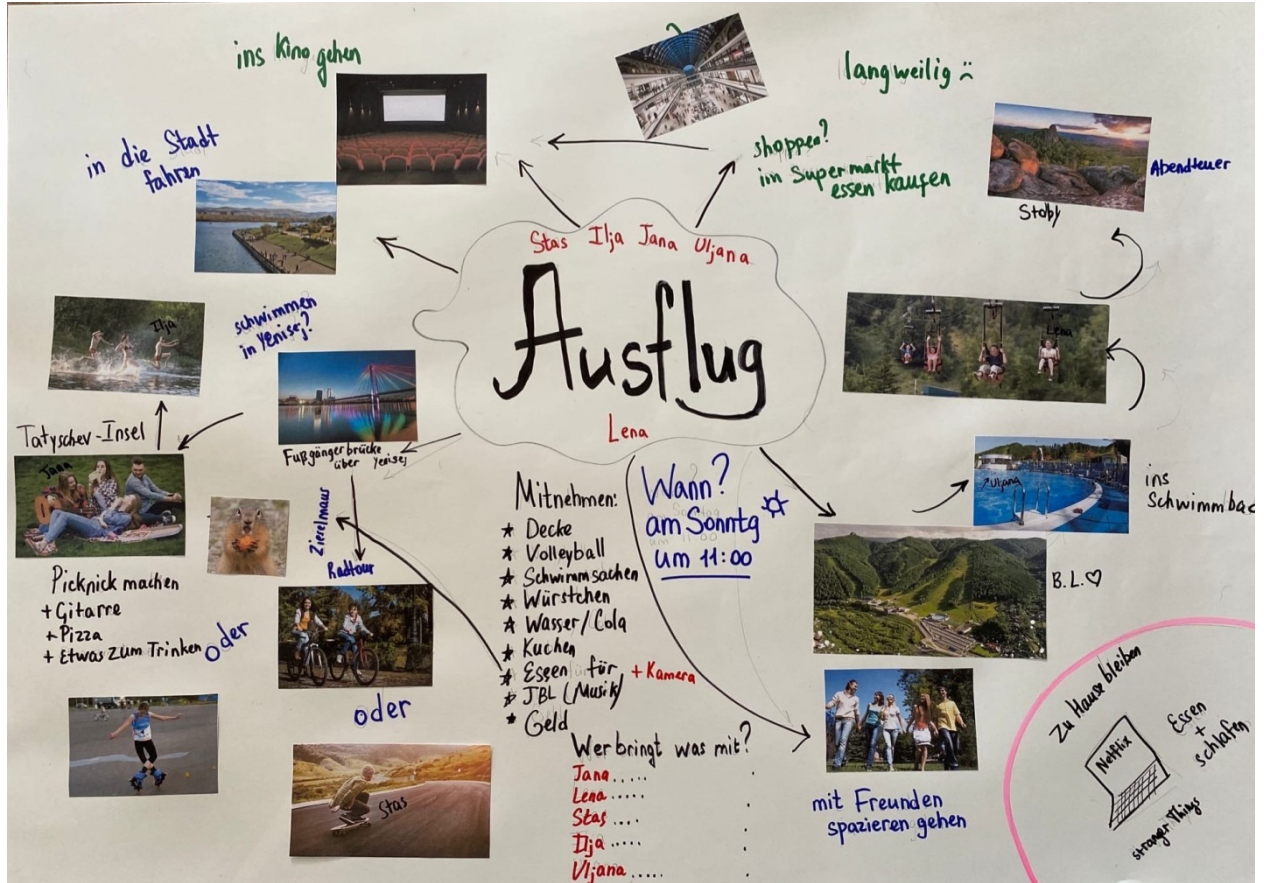 ins Kino gehen
langweilig
in die Stadt
fahren
shoppen?
im Supermarkt
essen kaufen
Abendteuer
Stolby
Stas Ilja Jana Uljana
Ausflug
Lena
schwimmen
in Yenisej?
Ilja
Lena
Tatyschev-Insel
Jana
Fußgängerbrücke
über Yenisej
Zieselmaus
Radtour
Picknick machen
+ Gitarre
+ Pizza
+ Etwas zum Trinken
oder
oder
Stas
Mitnehmen:
Decke
Volleyball
Schwimmsachen
Würstchen
Wasser/Cola
Kuchen
Essen für
JBL (Musik)
Geld
+ Kamera
Wann?
am Sonntg
um 11:00
Wer bringt was mit?
Jana.....
Lena.....
Stas....
Ilja.....
Uljana.....
Uljana
ins
Schwimmbad
B.L.♡
mit Freunden
spazieren gehen
Zu Hause bleiben
Netflix
Essen
+
schlafen
stranger Things